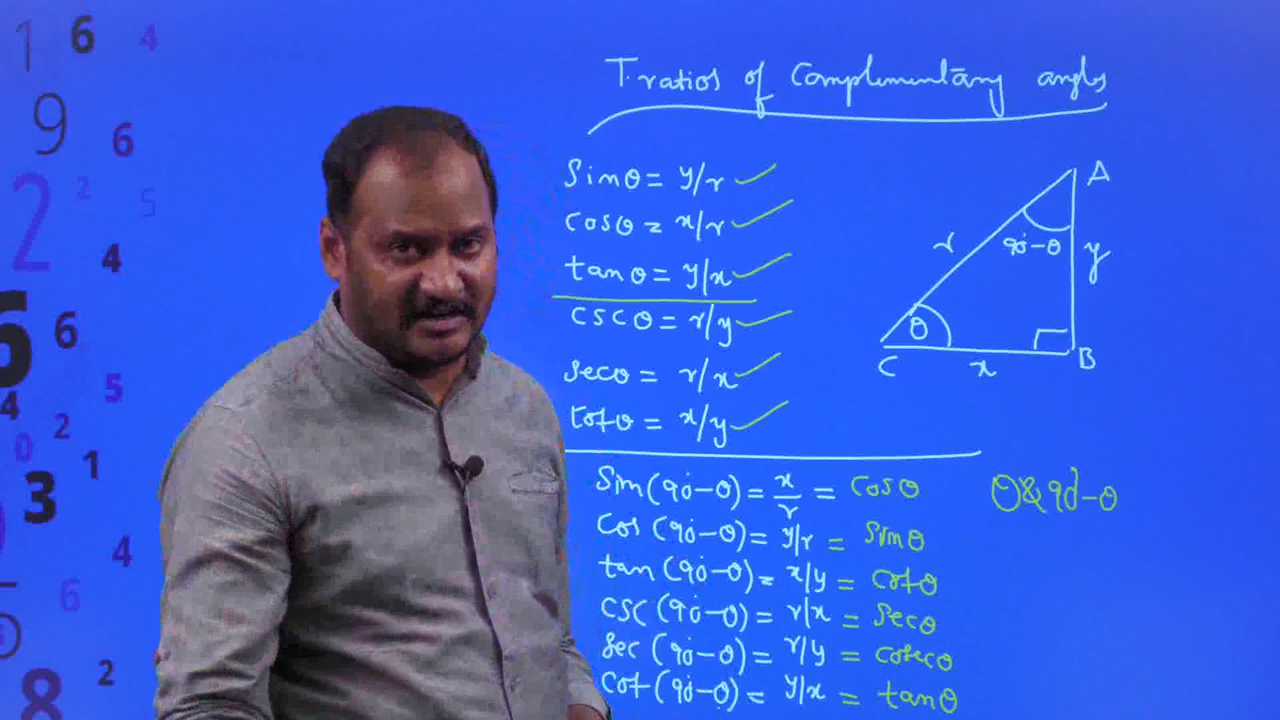 T ratios of Complementary angles
Sinθ = y/r
Cosθ = x/r
tanθ = y/x
CSCθ = r/y
Secθ = r/x
Cotθ = x/y
A
90°-θ
r
y
θ
C
x
B
Sin(90°-θ) = x/r = Cosθ
Cos(90°-θ) = y/r = Sinθ
tan(90°-θ) = x/y = Cotθ
CSC(90°-θ) = r/x = Secθ
Sec(90°-θ) = r/y = Cosecθ
Cot(90°-θ) = y/x = tanθ
θ & 90°-θ
1 6 4
9 6
2 2 5
4
6 6
5
4 2
0 1
3
4
6
8 2